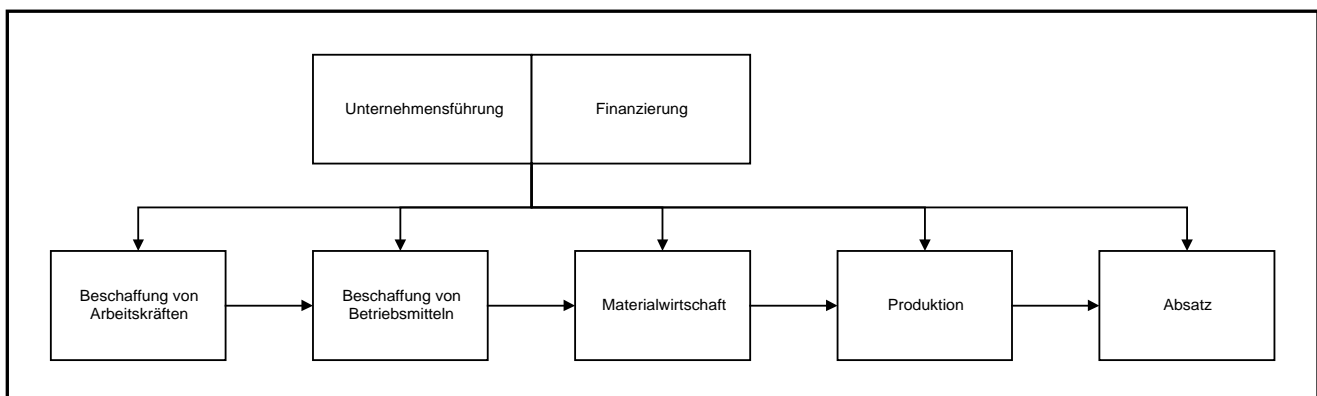 Unternehmensführung
Finanzierung
Beschaffung von
Arbeitskräften
Beschaffung von
Betriebsmitteln
Materialwirtschaft
Produktion
Absatz